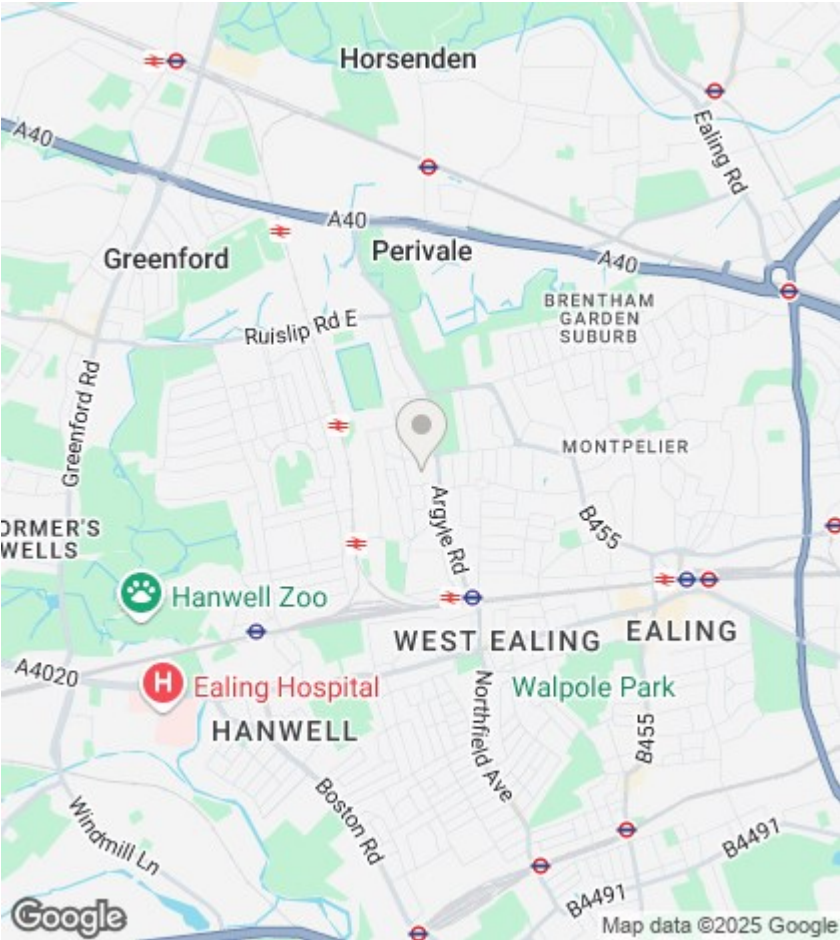 Horsenden
Ealing Rd
A40
A40
Greenford
Perivale
A40
BRENTHAM
GARDEN
SUBURB
Ruislip Rd E
Greenford Rd
MONTPELIER
Argyle Rd
B455
ORMER'S
WELLS
Hanwell Zoo
WEST EALING
EALING
A4020
H
Ealing Hospital
Walpole Park
HANWELL
Northfield Ave
B455
Boston Rd
Windmill Ln
B4491
B4491
Google
Map data ©2025 Google